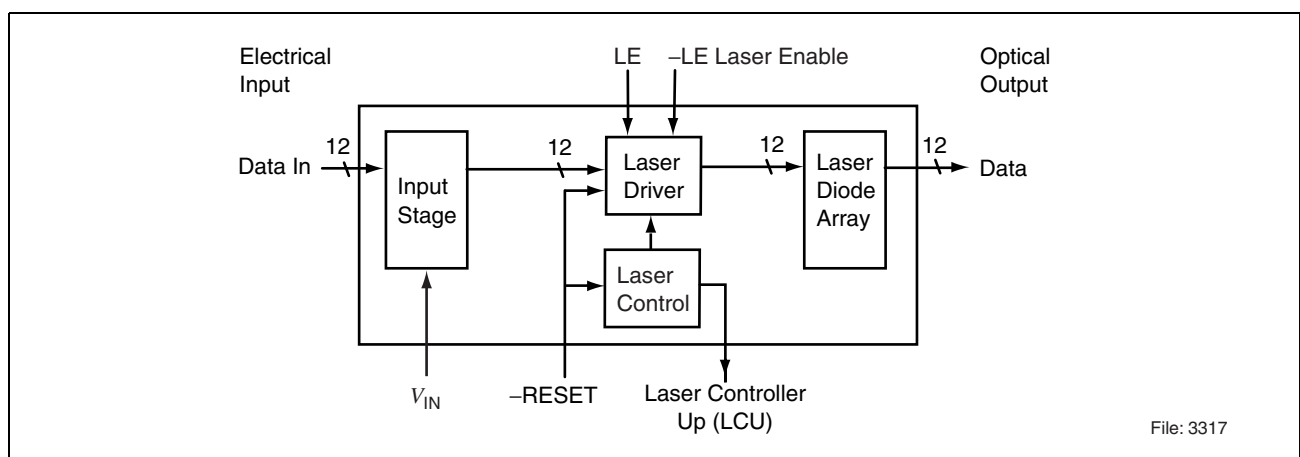 Electrical
Input
LE
–LE Laser Enable
Optical
Output
Data In
12
Input
Stage
12
Laser
Driver
12
Laser
Diode
Array
12
Data
Laser
Control
V_IN
–RESET
Laser Controller
Up (LCU)
File: 3317